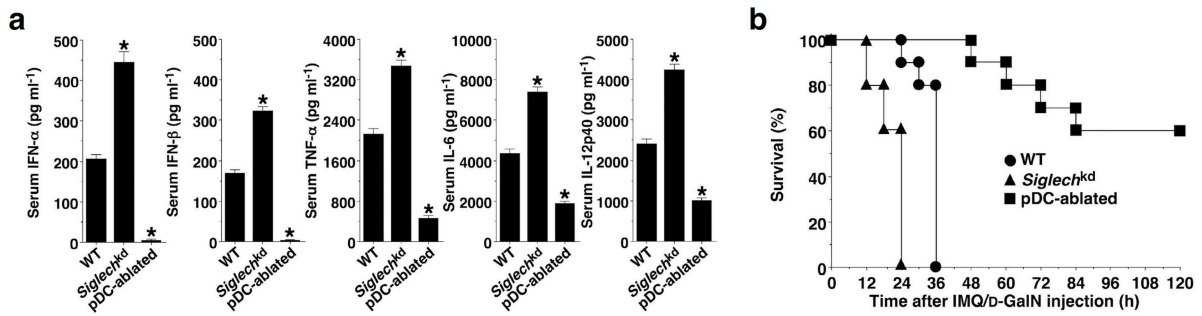 a
Serum IFN-α (pg ml⁻¹)
500
400
300
200
100
0
WT
Siglechᵏᵈ
pDC-ablated
*
*
Serum IFN-β (pg ml⁻¹)
500
400
300
200
100
0
WT
Siglechᵏᵈ
pDC-ablated
*
*
Serum TNF-α (pg ml⁻¹)
4000
3200
2400
1600
800
0
WT
Siglechᵏᵈ
pDC-ablated
*
*
Serum IL-6 (pg ml⁻¹)
10000
8000
6000
4000
2000
0
WT
Siglechᵏᵈ
pDC-ablated
*
*
Serum IL-12p40 (pg ml⁻¹)
5000
4000
3000
2000
1000
0
WT
Siglechᵏᵈ
pDC-ablated
*
*
b
Survival (%)
100
80
60
40
20
0
WT
Siglechᵏᵈ
pDC-ablated
0 12 24 36 48 60 72 84 96 108 120
Time after IMQ/D-GalN injection (h)